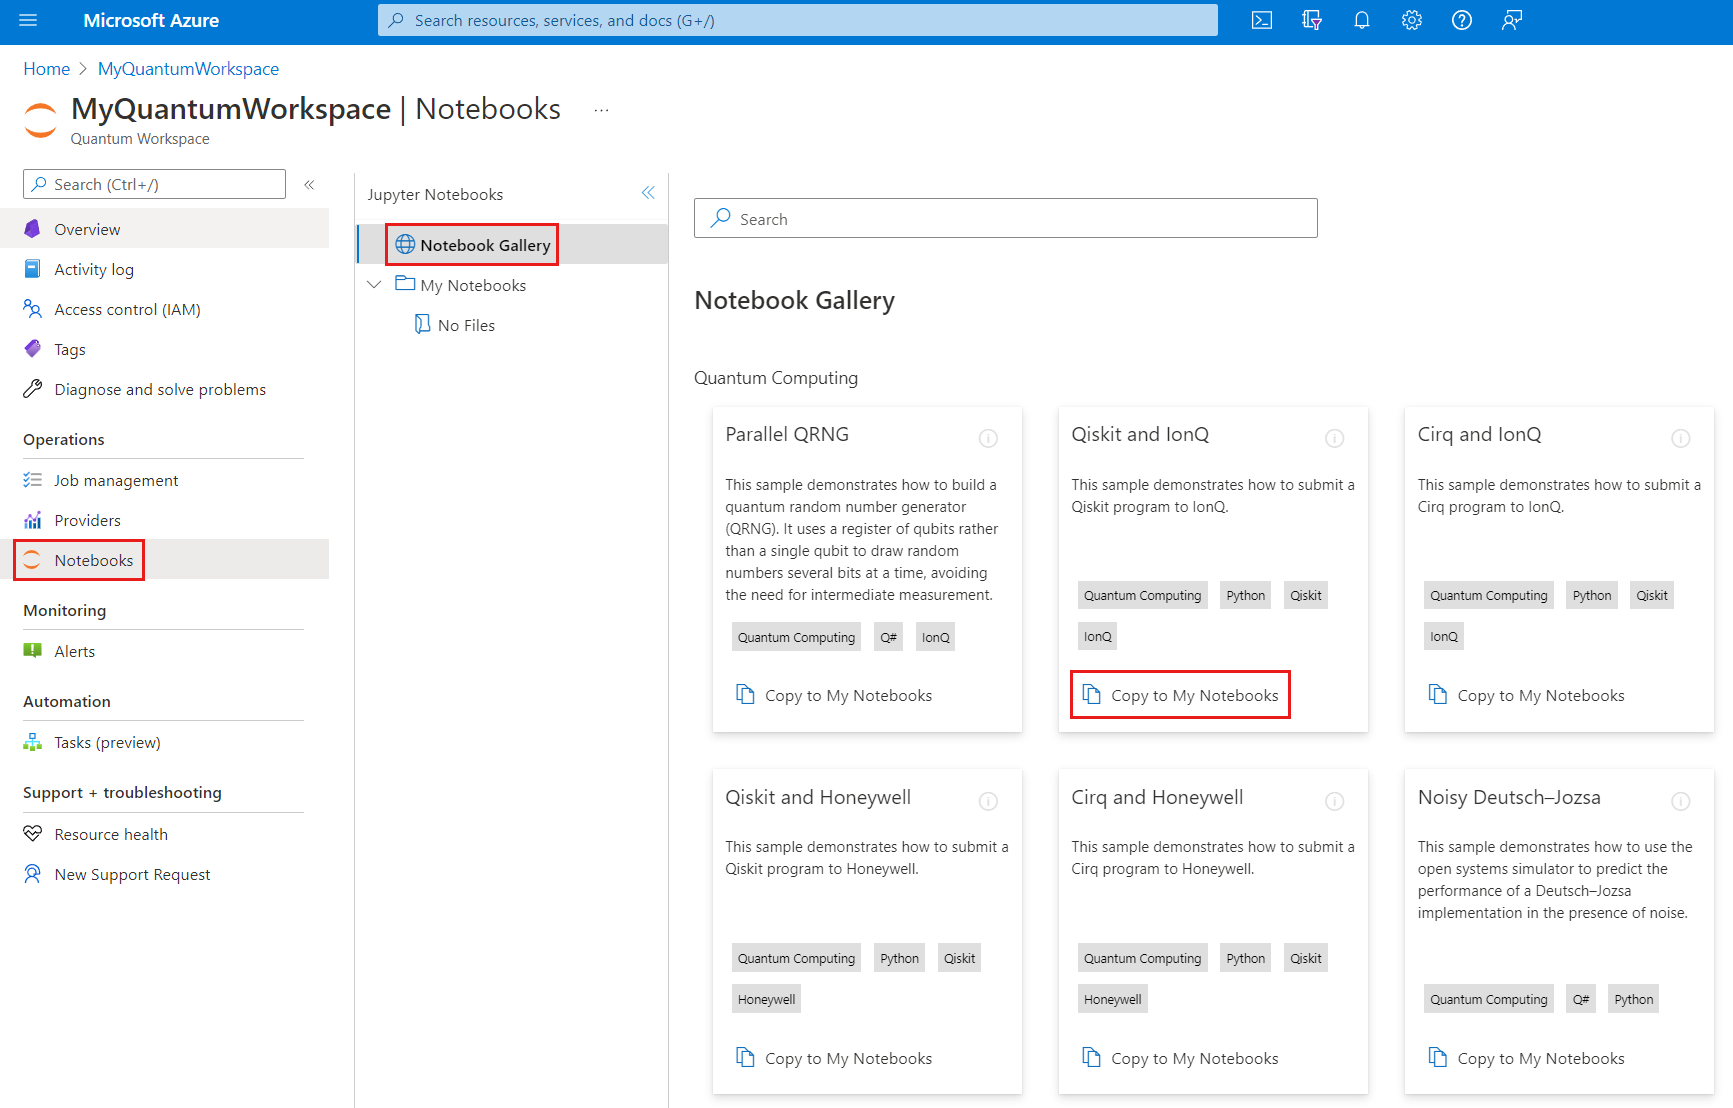 Microsoft Azure
Search resources, services, and docs (G+/)
Home > MyQuantumWorkspace
MyQuantumWorkspace | Notebooks ...
Quantum Workspace
Search (Ctrl+/)
Overview
Activity log
Access control (IAM)
Tags
Diagnose and solve problems
Operations
Job management
Providers
Notebooks
Monitoring
Alerts
Automation
Tasks (preview)
Support + troubleshooting
Resource health
New Support Request
Jupyter Notebooks
Notebook Gallery
My Notebooks
No Files
Search
Notebook Gallery
Quantum Computing
Parallel QRNG
This sample demonstrates how to build a
quantum random number generator
(QRNG). It uses a register of qubits rather
than a single qubit to draw random
numbers several bits at a time, avoiding
the need for intermediate measurement.
Quantum Computing Q# IonQ
Copy to My Notebooks
Qiskit and IonQ
This sample demonstrates how to submit a
Qiskit program to IonQ.
Quantum Computing Python Qiskit
IonQ
Copy to My Notebooks
Cirq and IonQ
This sample demonstrates how to submit a
Cirq program to IonQ.
Quantum Computing Python Qiskit
IonQ
Copy to My Notebooks
Qiskit and Honeywell
This sample demonstrates how to submit a
Qiskit program to Honeywell.
Quantum Computing Python Qiskit
Honeywell
Copy to My Notebooks
Cirq and Honeywell
This sample demonstrates how to submit a
Cirq program to Honeywell.
Quantum Computing Python Qiskit
Honeywell
Copy to My Notebooks
Noisy Deutsch–Jozsa
This sample demonstrates how to use the
open systems simulator to predict the
performance of a Deutsch–Jozsa
implementation in the presence of noise.
Quantum Computing Q# Python
Copy to My Notebooks